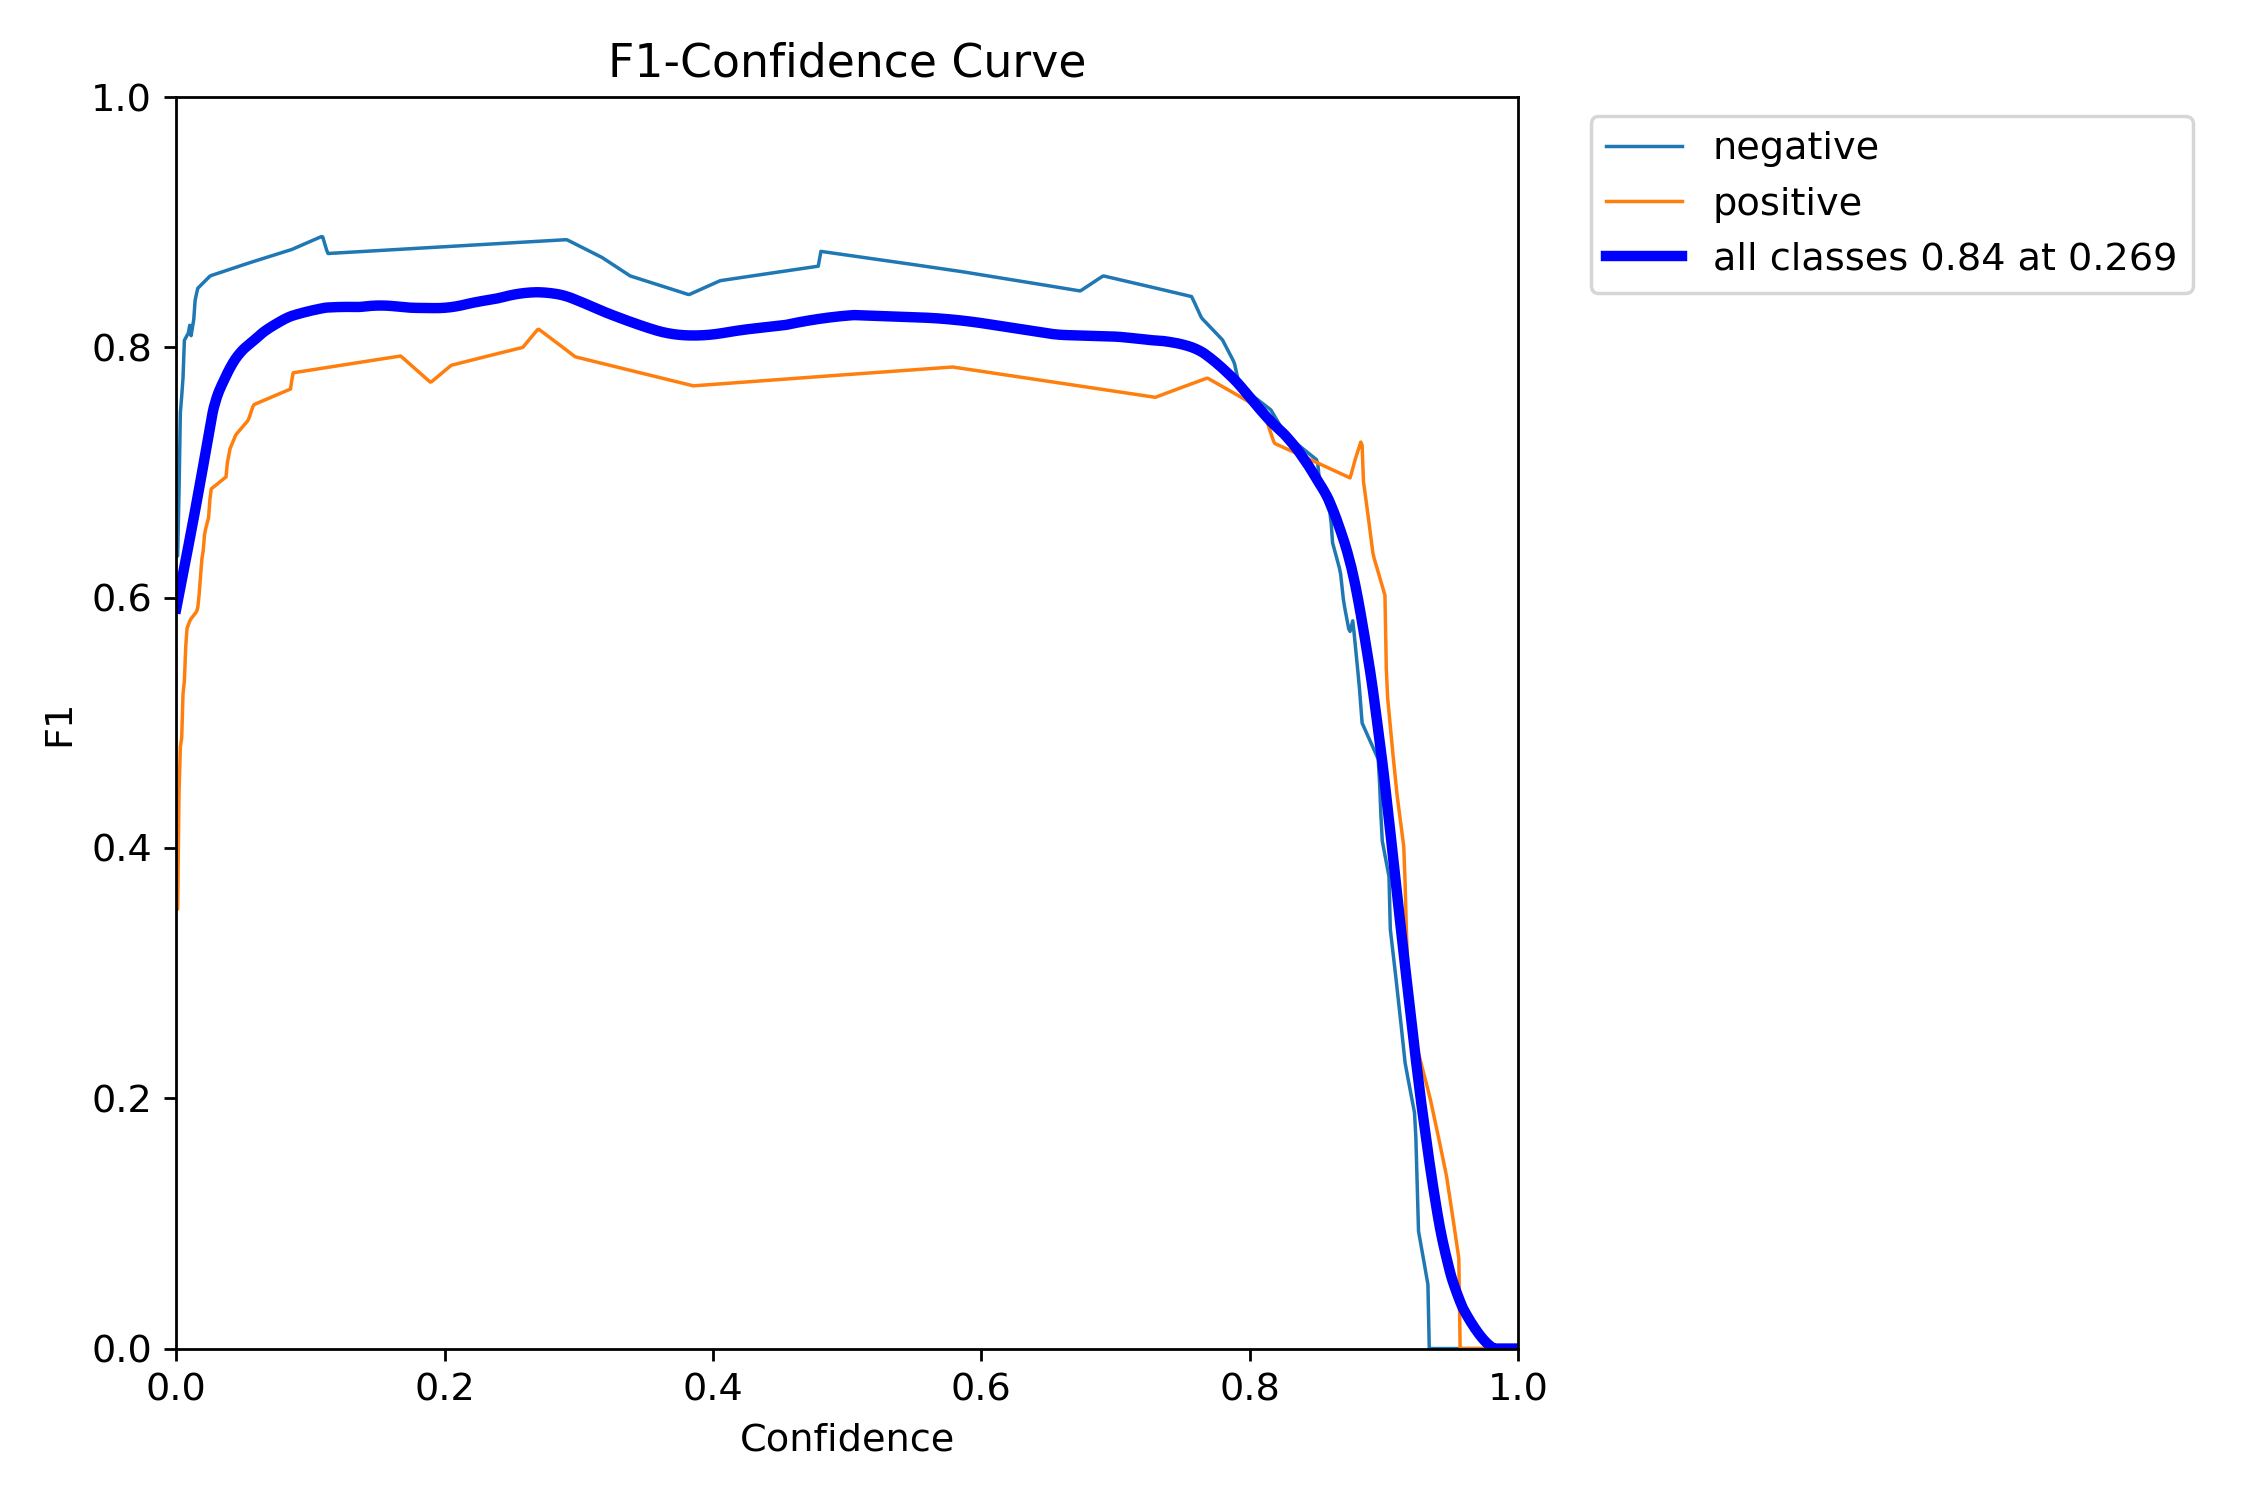 F1-Confidence Curve
1.0
0.8
0.6
0.4
0.2
0.0
F1
0.0 0.2 0.4 0.6 0.8 1.0
Confidence
negative
positive
all classes 0.84 at 0.269